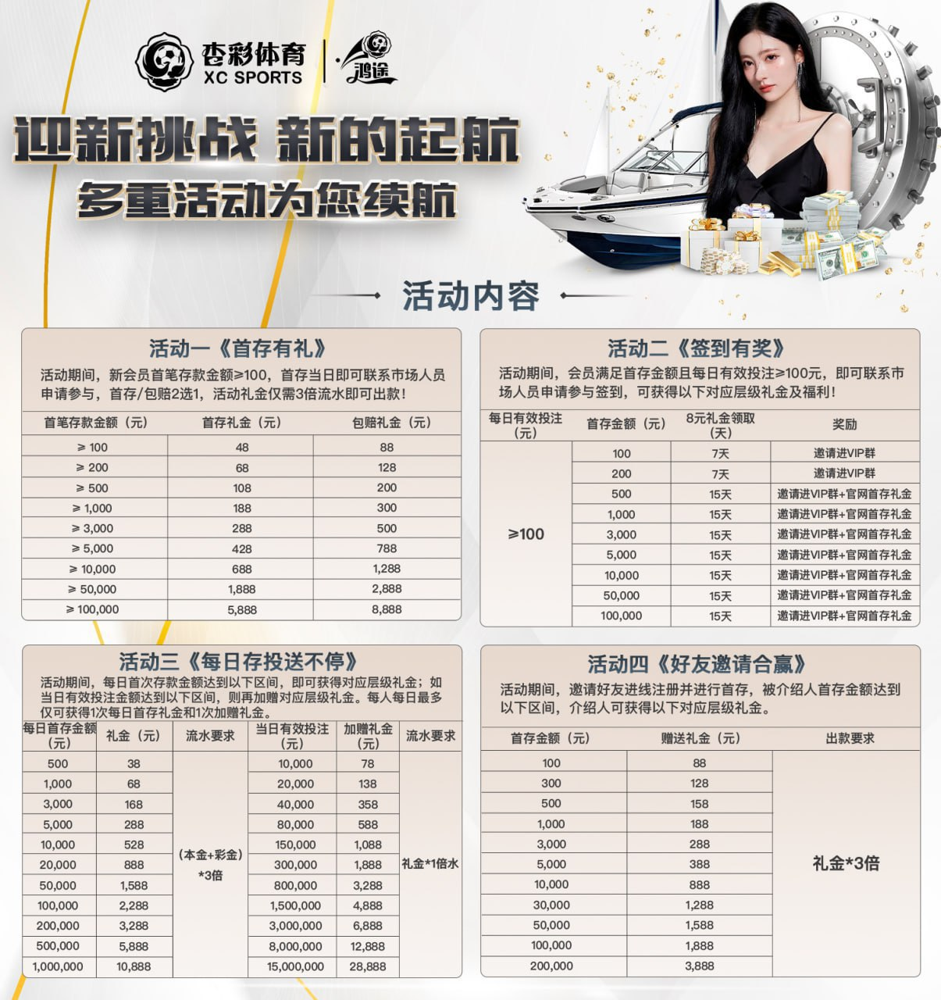 杏彩体育
XC SPORTS
鸿途
迎新挑战 新的起航
多重活动为您续航
活动内容
活动一《首存有礼》
活动期间，新会员首笔存款金额≥100，首存当日即可联系市场人员
申请参与，首存/包赔2选1，活动礼金仅需3倍流水即可出款！
首笔存款金额（元） 首存礼金（元） 包赔礼金（元）
≥ 100 48 88
≥ 200 68 128
≥ 500 108 200
≥ 1,000 188 300
≥ 3,000 288 500
≥ 5,000 428 788
≥ 10,000 688 1,288
≥ 50,000 1,888 2,888
≥ 100,000 5,888 8,888
活动二《签到有奖》
活动期间，会员满足首存金额且每日有效投注≥100元，即可联系市
场人员申请参与签到，可获得以下对应层级礼金及福利！
每日有效投注（元） 首存金额（元） 8元礼金领取（天） 奖励
≥100
100 7天 邀请进VIP群
200 7天 邀请进VIP群
500 15天 邀请进VIP群+官网首存礼金
1,000 15天 邀请进VIP群+官网首存礼金
3,000 15天 邀请进VIP群+官网首存礼金
5,000 15天 邀请进VIP群+官网首存礼金
10,000 15天 邀请进VIP群+官网首存礼金
50,000 15天 邀请进VIP群+官网首存礼金
100,000 15天 邀请进VIP群+官网首存礼金
活动三《每日存投送不停》
活动期间，每日首次存款金额达到以下区间，即可获得对应层级礼金；如
当日有效投注金额达到以下区间，则再加赠对应层级礼金。每人每日最多
仅可获得1次每日首存礼金和1次加赠礼金。
每日首存金额（元） 礼金（元） 流水要求 当日有效投注（元） 加赠礼金（元） 流水要求
500 38 10,000 78
1,000 68 20,000 138
3,000 168 40,000 358
5,000 288 80,000 588
10,000 528 150,000 1,088
(本金+彩金)
*3倍
20,000 888 300,000 1,888 礼金*1倍水
50,000 1,588 800,000 3,288
100,000 2,288 1,500,000 4,888
200,000 3,288 3,000,000 6,888
500,000 5,888 8,000,000 12,888
1,000,000 10,888 15,000,000 28,888
活动四《好友邀请合赢》
活动期间，邀请好友进线注册并进行首存，被介绍人首存金额达到
以下区间，介绍人可获得以下对应层级礼金。
首存金额（元） 赠送礼金（元） 出款要求
100 88
300 128
500 158
1,000 188
3,000 288
5,000 388 礼金*3倍
10,000 888
30,000 1,288
50,000 1,588
100,000 1,888
200,000 3,888